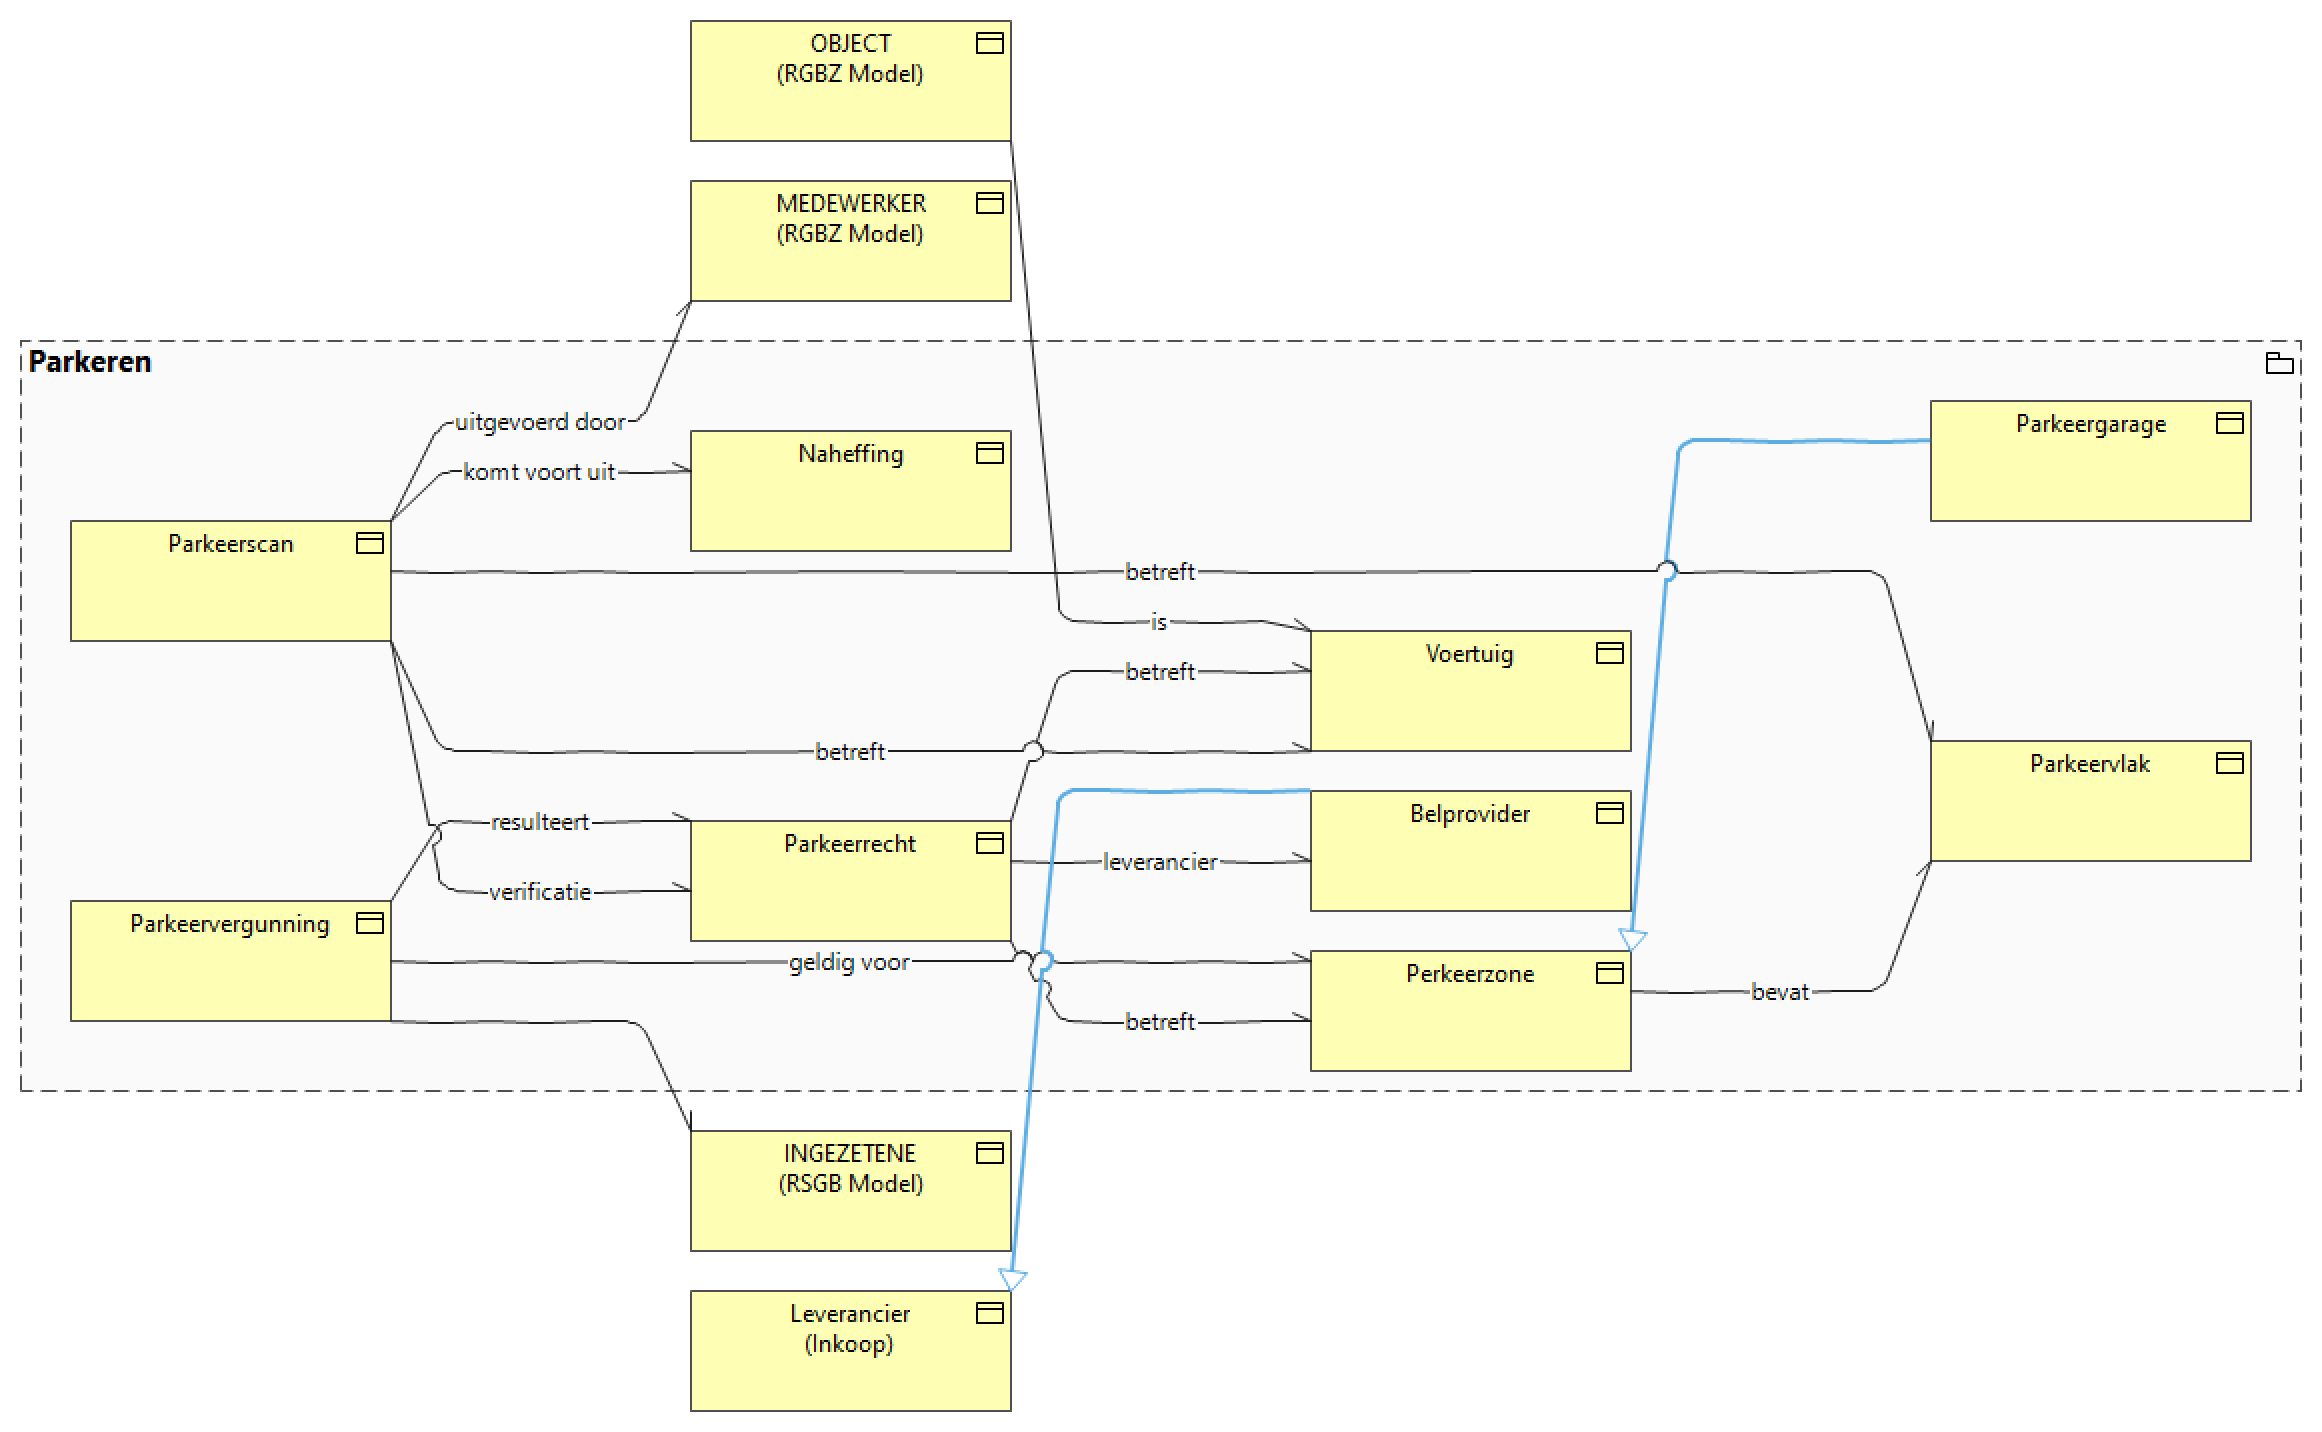 OBJECT
(RGBZ Model)
MEDEWERKER
(RGBZ Model)
Parkeren
uitgevoerd door
Parkeergarage
Naheffing
komt voort uit
Parkeerscan
betreft
is
Voertuig
betreft
betreft
Parkeervlak
resulteert
Parkeerrecht
Belprovider
leverancier
verificatie
Parkeervergunning
geldig voor
Perkeerzone
bevat
betreft
INGEZETENE
(RSGB Model)
Leverancier
(Inkoop)